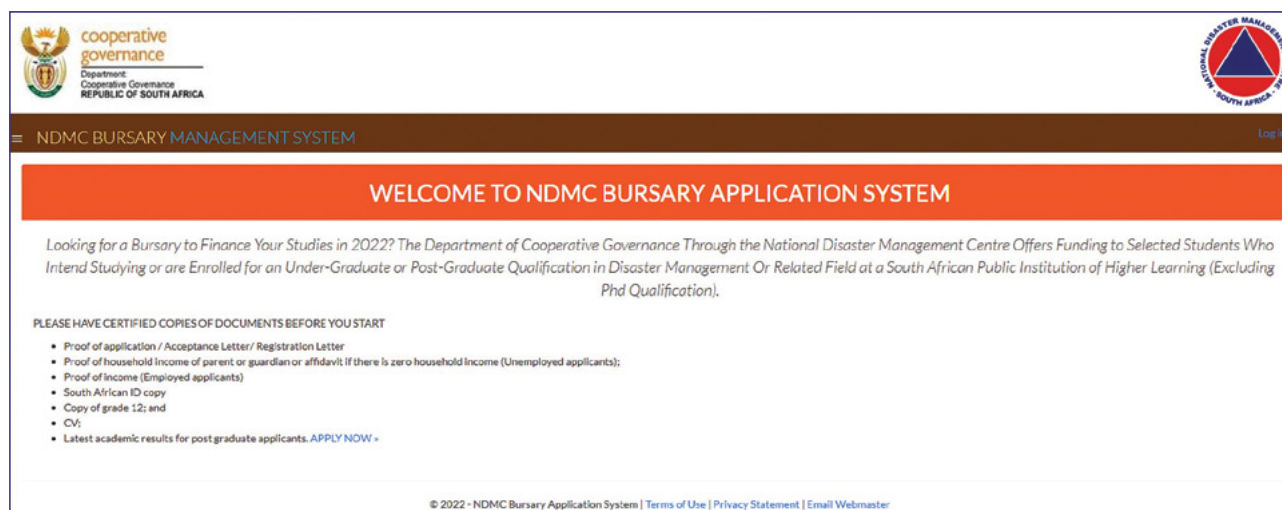 cooperative
governance
Department:
Cooperative Governance
REPUBLIC OF SOUTH AFRICA
NATIONAL DISASTER MANAGEMENT
SOUTH AFRICA
≡ NDMC BURSARY MANAGEMENT SYSTEM
WELCOME TO NDMC BURSARY APPLICATION SYSTEM
Looking for a Bursary to Finance Your Studies in 2022? The Department of Cooperative Governance Through the National Disaster Management Centre Offers Funding to Selected Students Who
Intend Studying or are Enrolled for an Under-Graduate or Post-Graduate Qualification in Disaster Management Or Related Field at a South African Public Institution of Higher Learning (Excluding
Phd Qualification).
PLEASE HAVE CERTIFIED COPIES OF DOCUMENTS BEFORE YOU START
• Proof of application / Acceptance Letter/ Registration Letter
• Proof of household income of parent or guardian or affidavit if there is zero household income (Unemployed applicants);
• Proof of income (Employed applicants)
• South African ID copy
• Copy of grade 12; and
• CV;
• Latest academic results for post graduate applicants. APPLY NOW »
© 2022 - NDMC Bursary Application System | Terms of Use | Privacy Statement | Email Webmaster